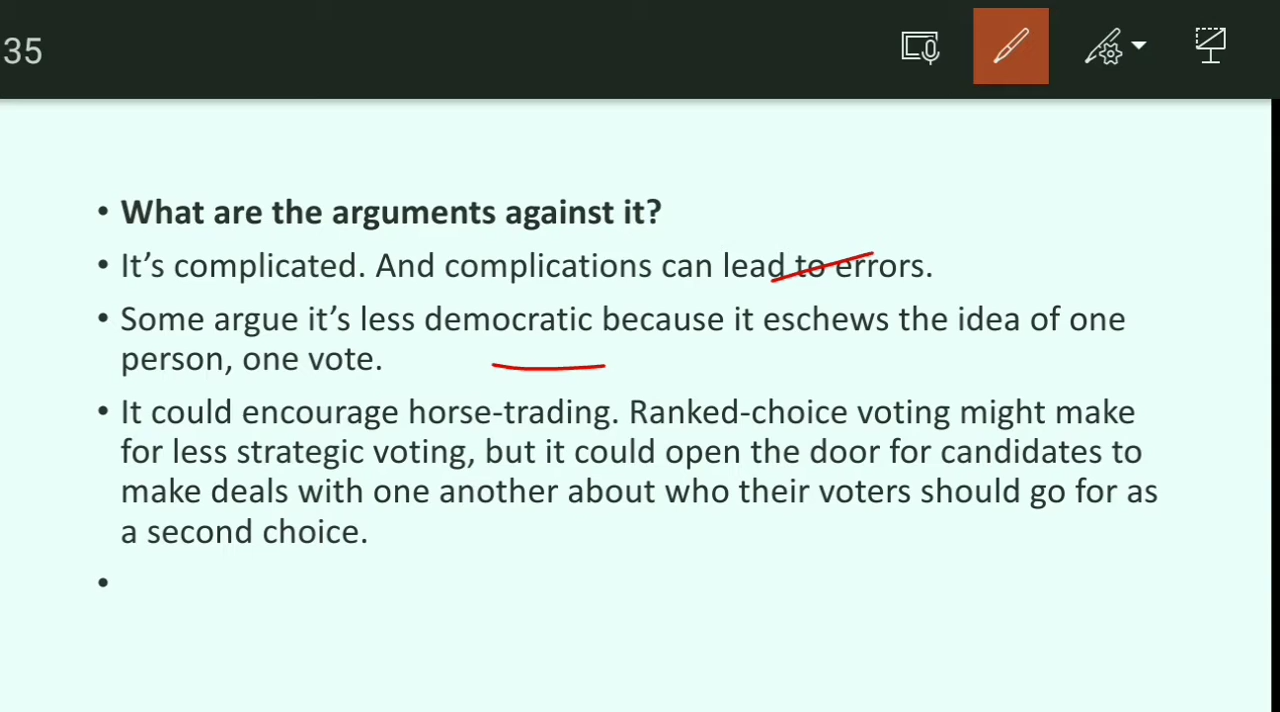 35
• What are the arguments against it?
• It’s complicated. And complications can lead to errors.
• Some argue it’s less democratic because it eschews the idea of one
person, one vote.
• It could encourage horse-trading. Ranked-choice voting might make
for less strategic voting, but it could open the door for candidates to
make deals with one another about who their voters should go for as
a second choice.
•